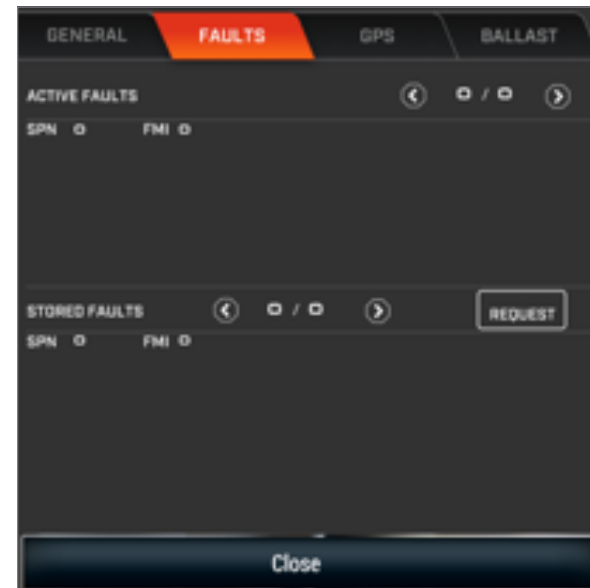 GENERAL FAULTS GPS BALLAST
ACTIVE FAULTS 0 / 0
SPN 0 FMI 0
STORED FAULTS 0 / 0 REQUEST
SPN 0 FMI 0
Close